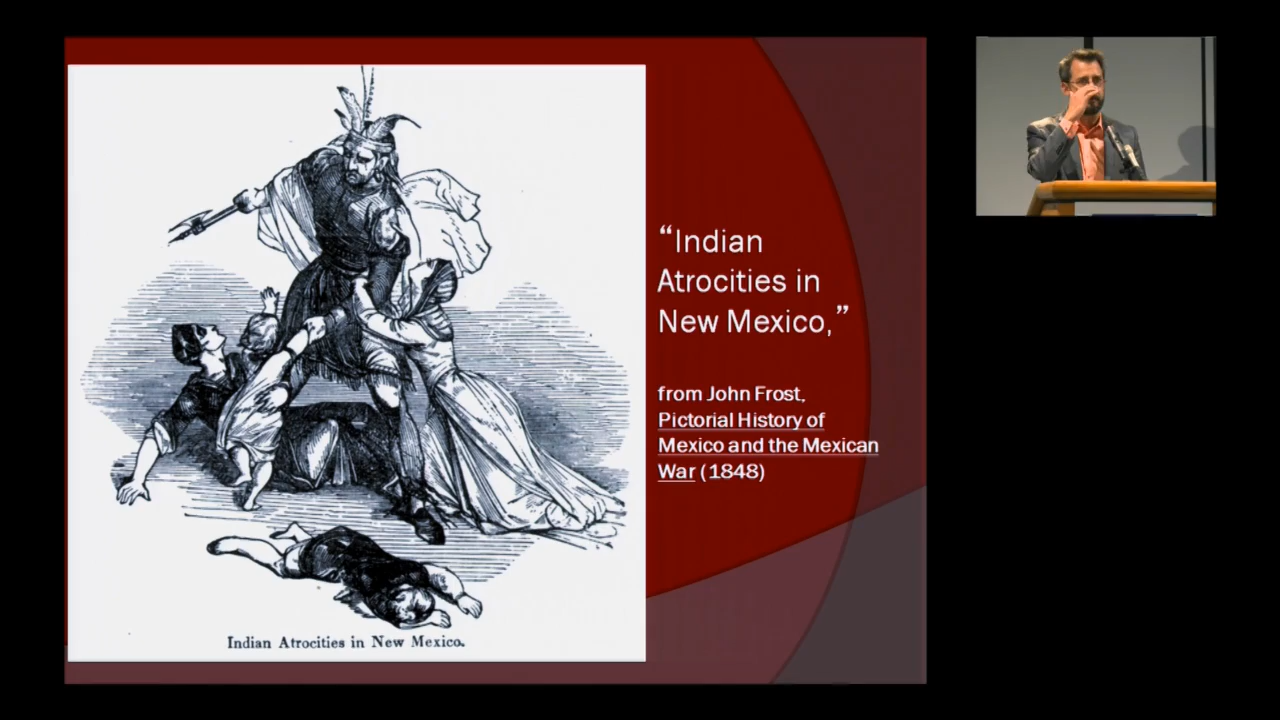 Indian Atrocities in New Mexico.
“Indian
Atrocities in
New Mexico,”
from John Frost,
Pictorial History of
Mexico and the Mexican
War (1848)